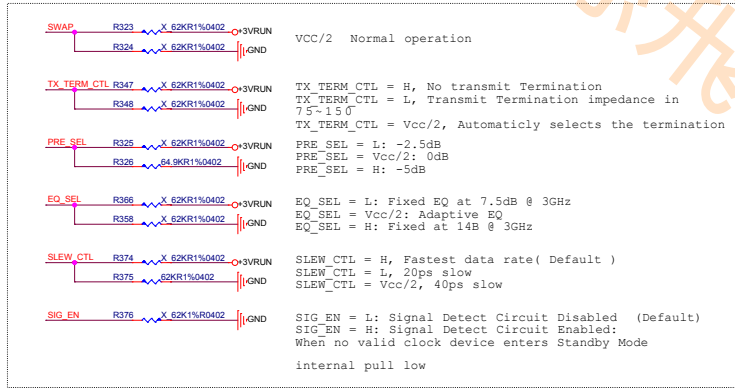 SWAP R323 X_62KR1%0402 +3VRUN
R324 X_62KR1%0402 GND
VCC/2 Normal operation
TX_TERM_CTL R347 X_62KR1%0402 +3VRUN
R348 X_62KR1%0402 GND
TX_TERM_CTL = H, No transmit Termination
TX_TERM_CTL = L, Transmit Termination impedance in
75~150
TX_TERM_CTL = Vcc/2, Automaticly selects the termination
PRE_SEL R325 X_62KR1%0402 +3VRUN
R326 64.9KR1%0402 GND
PRE_SEL = L: -2.5dB
PRE_SEL = Vcc/2: 0dB
PRE_SEL = H: -5dB
EQ_SEL R366 X_62KR1%0402 +3VRUN
R358 X_62KR1%0402 GND
EQ_SEL = L: Fixed EQ at 7.5dB @ 3GHz
EQ_SEL = Vcc/2: Adaptive EQ
EQ_SEL = H: Fixed at 14B @ 3GHz
SLEW_CTL R374 X_62KR1%0402 +3VRUN
R375 62KR1%0402 GND
SLEW_CTL = H, Fastest data rate( Default )
SLEW_CTL = L, 20ps slow
SLEW_CTL = Vcc/2, 40ps slow
SIG_EN R376 X_62K1%R0402 GND
SIG_EN = L: Signal Detect Circuit Disabled (Default)
SIG_EN = H: Signal Detect Circuit Enabled:
When no valid clock device enters Standby Mode
internal pull low